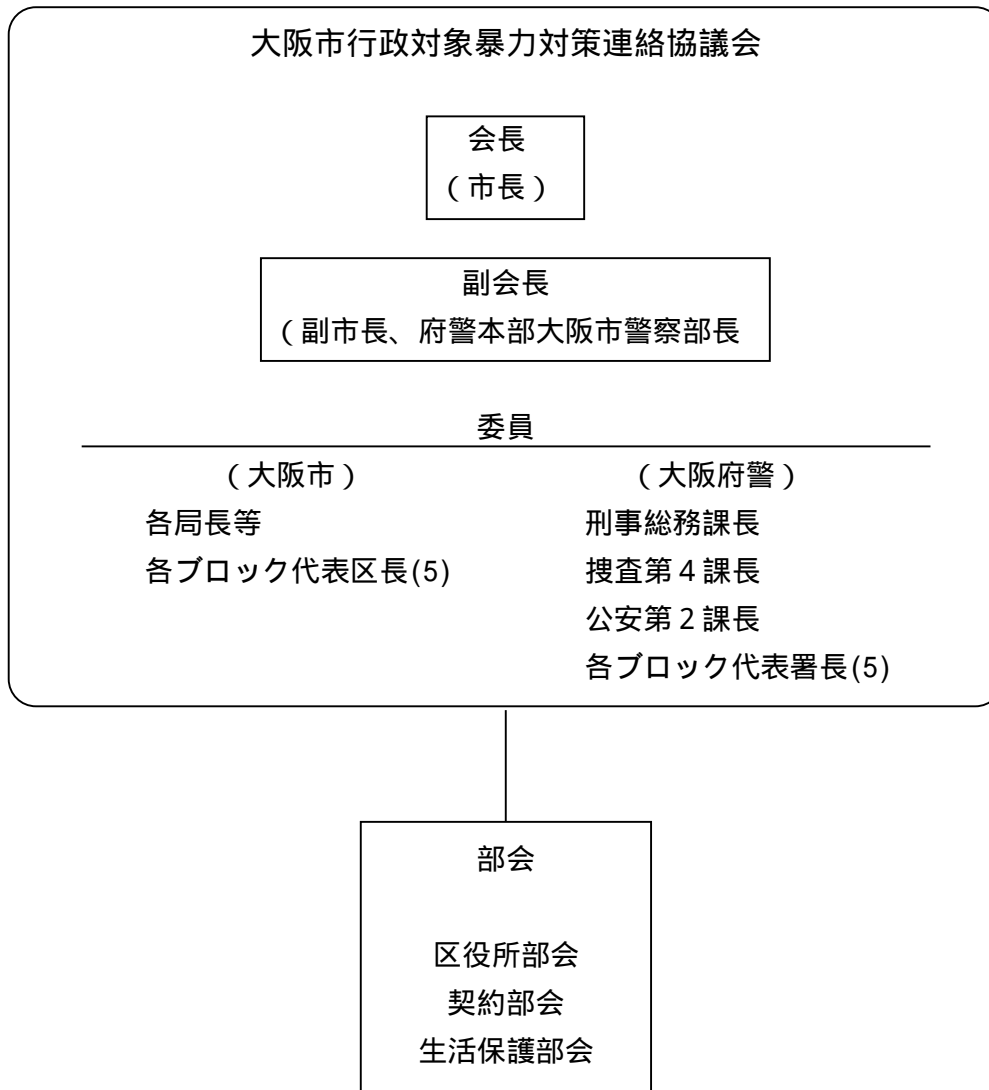 大阪市行政対象暴力対策連絡協議会
会長
（市長）
副会長
（副市長、府警本部大阪市警察部長
委員
（大阪市）
各局長等
各ブロック代表区長(5)
（大阪府警）
刑事総務課長
捜査第４課長
公安第２課長
各ブロック代表署長(5)
部会
区役所部会
契約部会
生活保護部会